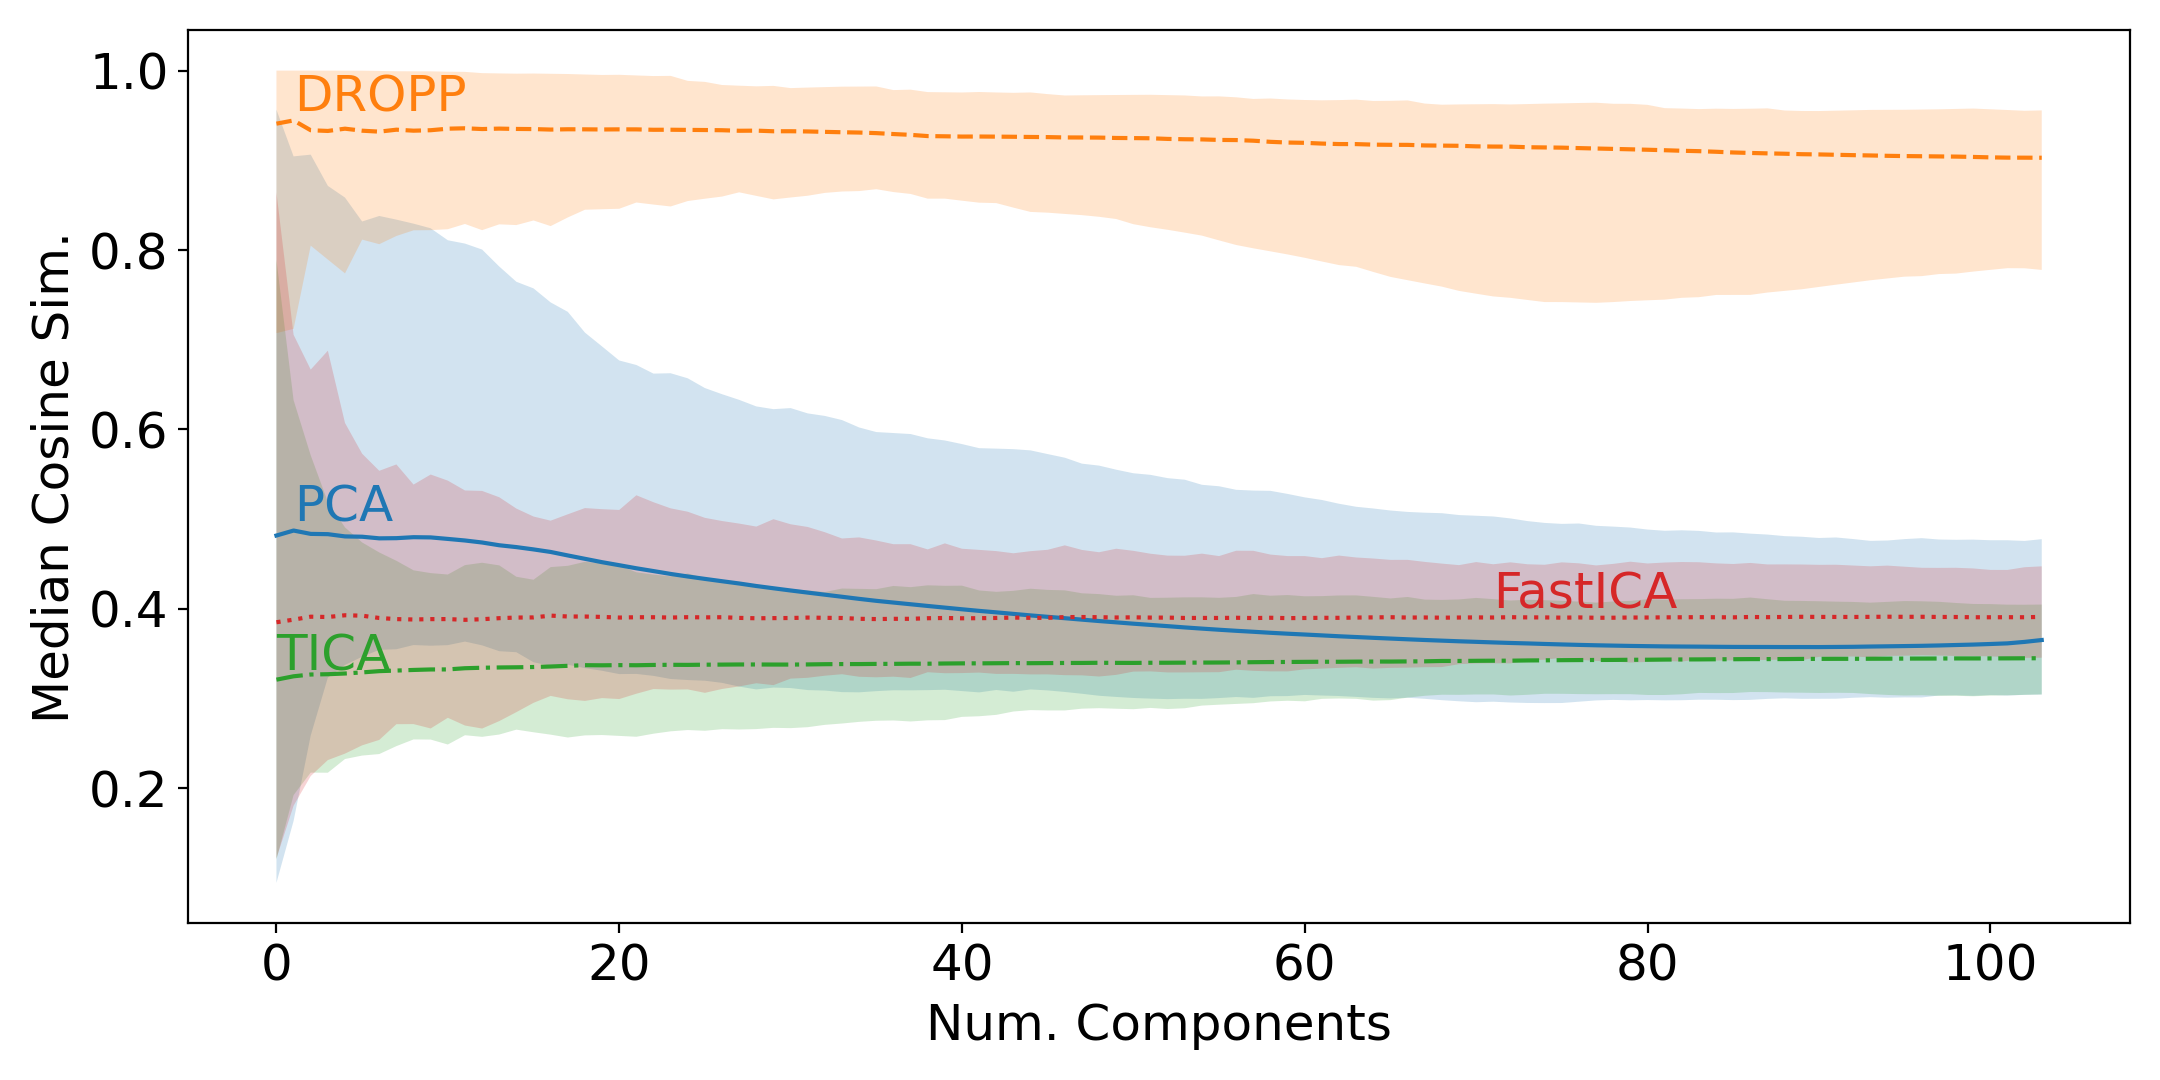 Median Cosine Sim.
1.0
0.8
0.6
0.4
0.2
DROPP
PCA
FastICA
TICA
0 20 40 60 80 100
Num. Components